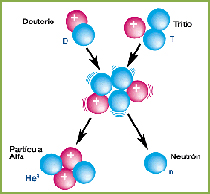 Deuterio
Tritio
D
T
+
+
+
+
Partícula
Alfa
Neutrón
+
+
He⁴
n